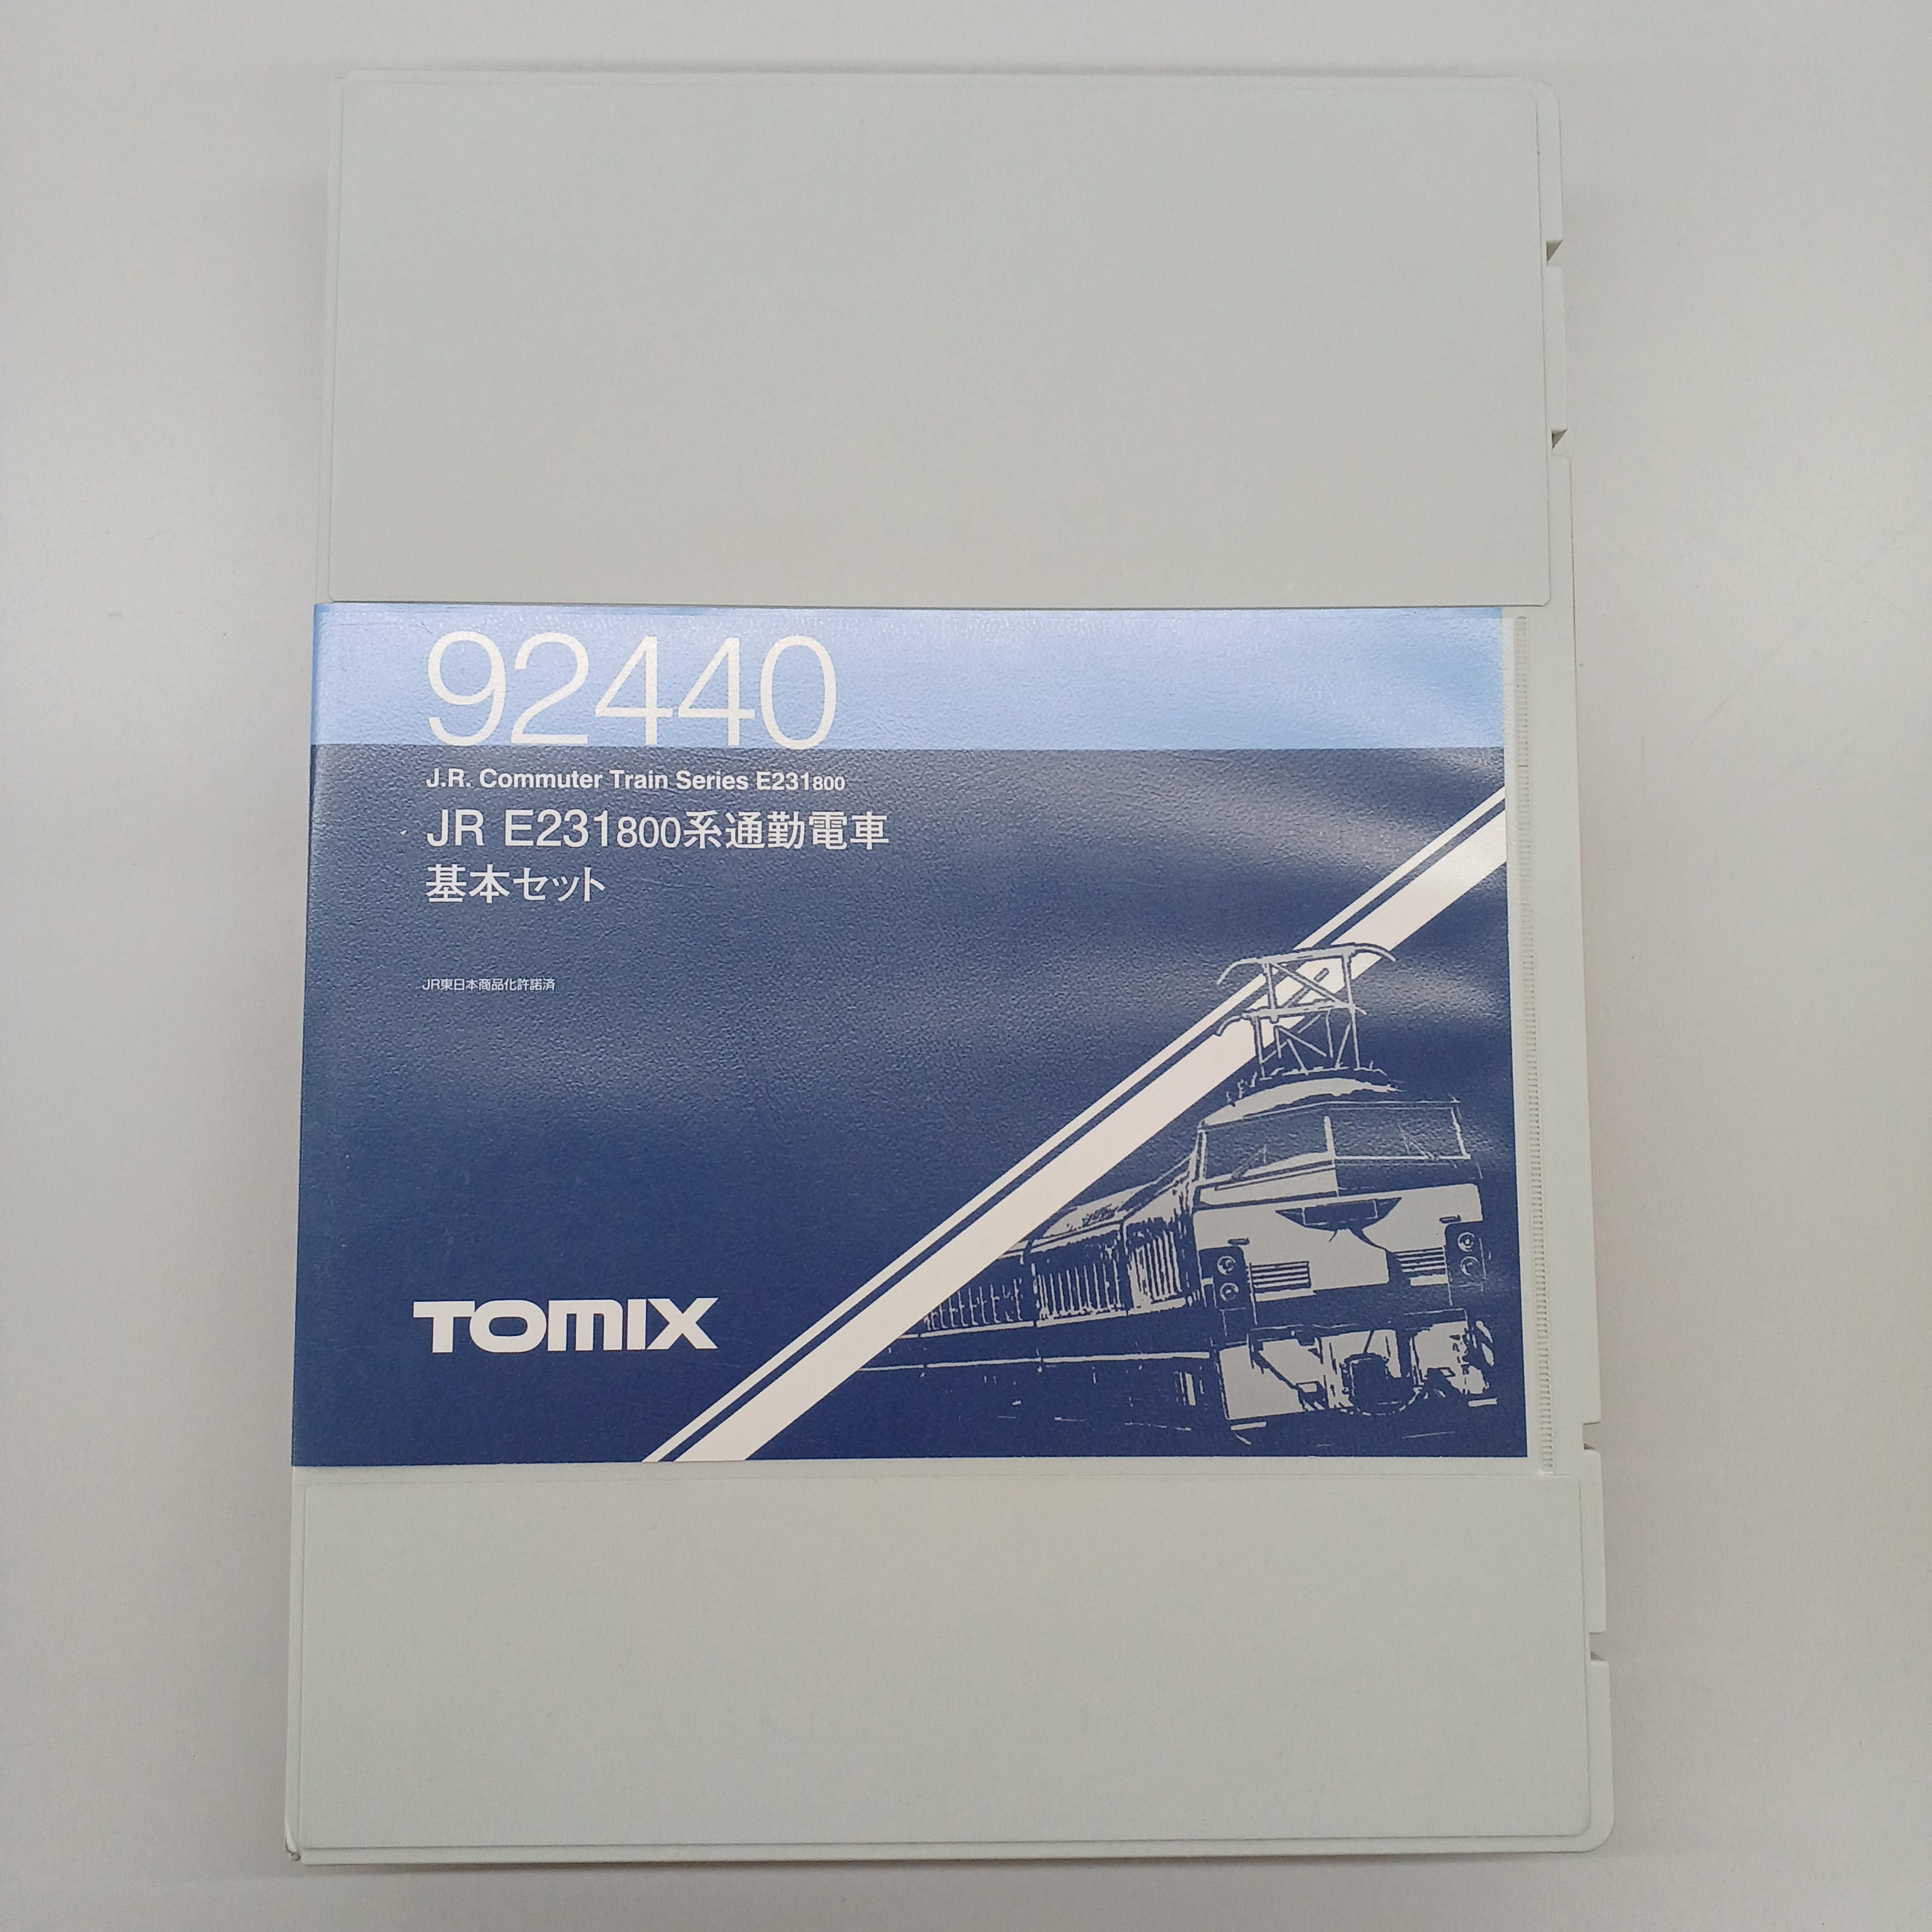 92440
J.R. Commuter Train Series E231800
JR E231800系通勤電車
基本セット
JR東日本商品化許諾済
TOMIX